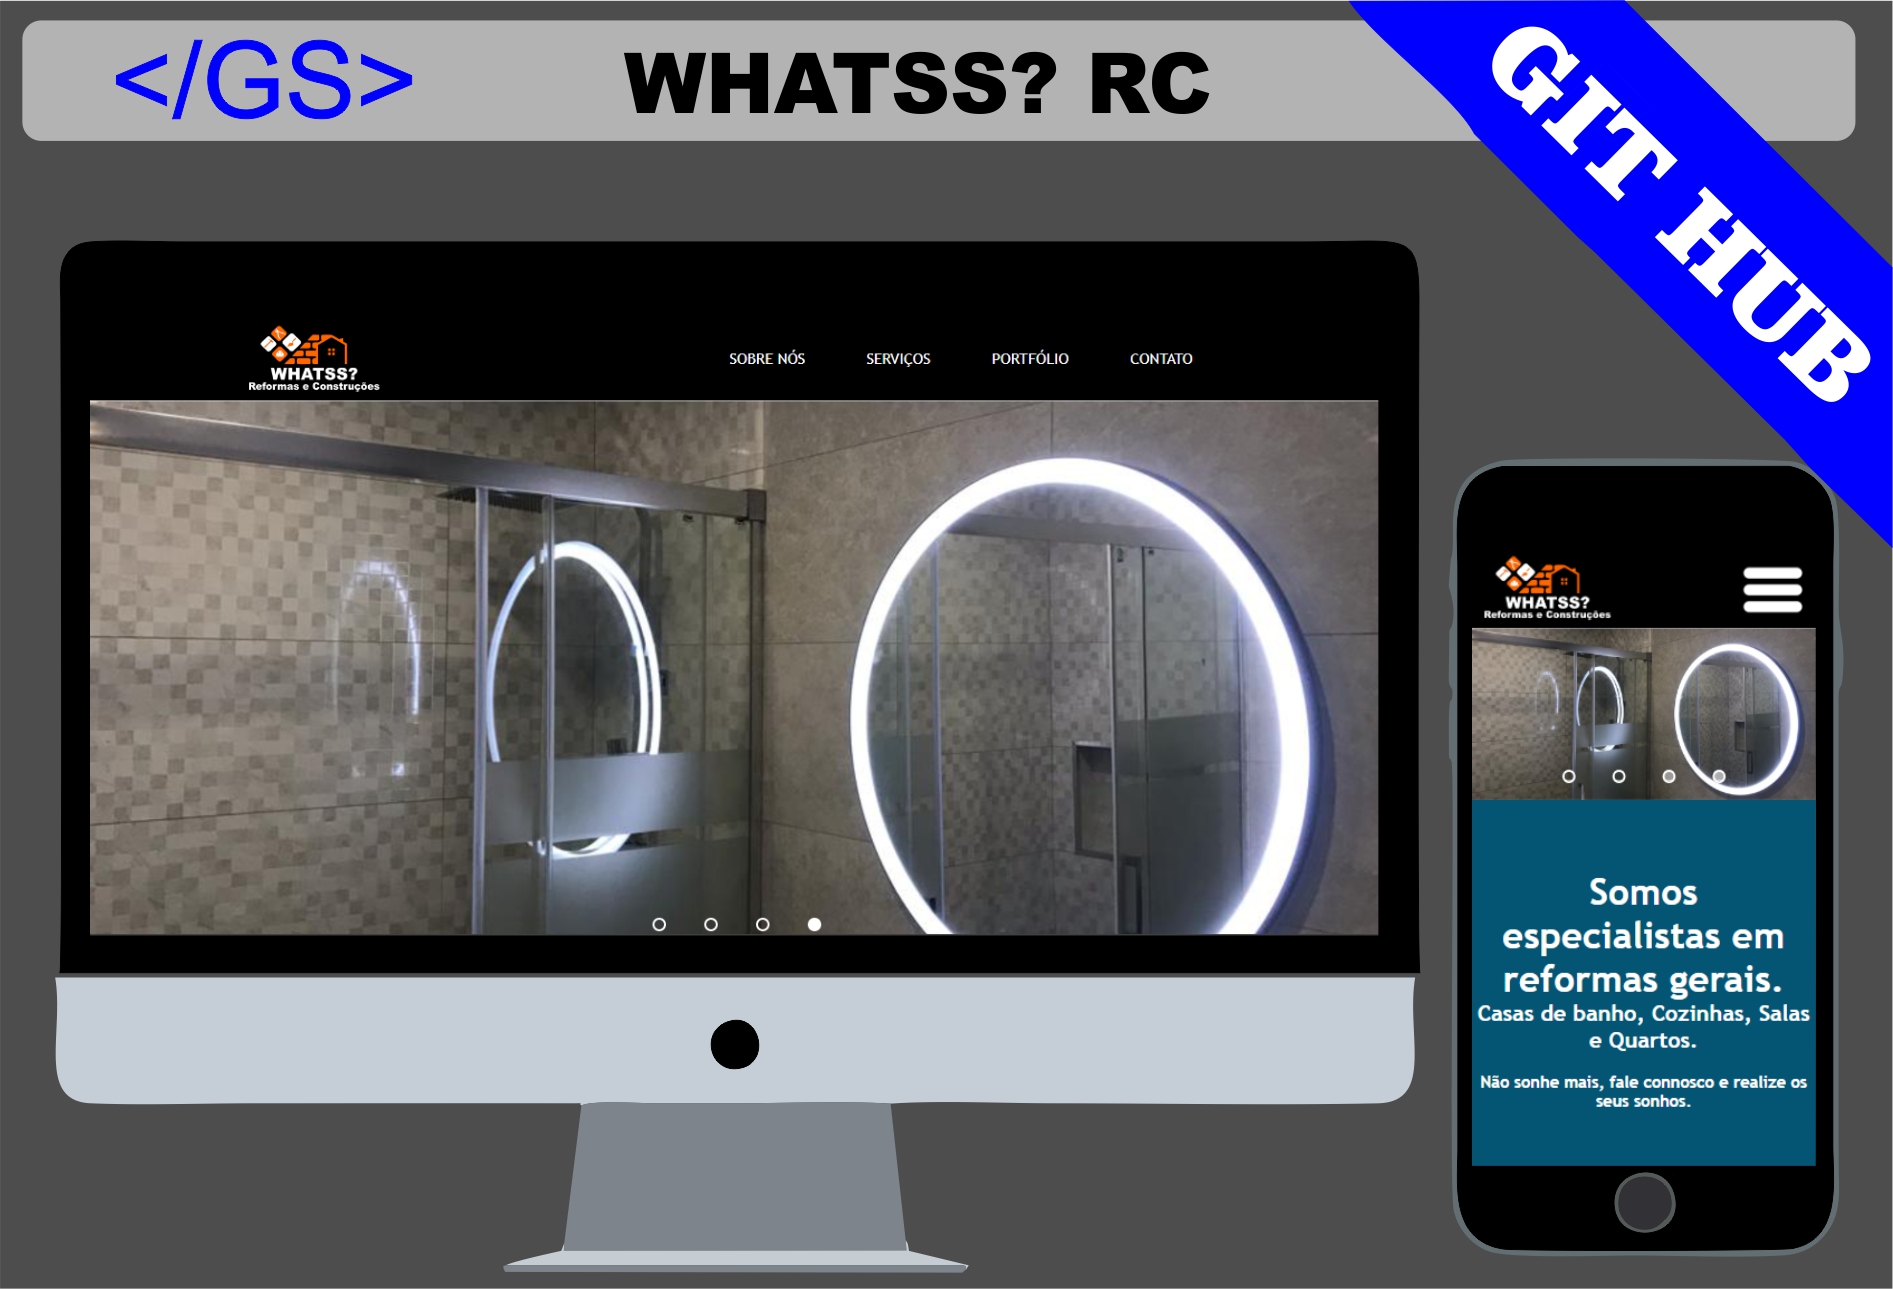 </GS>
WHATSS? RC
GIT HUB
WHATSS?
Reformas e Construções
SOBRE NÓS
SERVIÇOS
PORTFÓLIO
CONTATO
WHATSS?
Reformas e Construções
Somos
especialistas em
reformas gerais.
Casas de banho, Cozinhas, Salas
e Quartos.
Não sonhe mais, fale connosco e realize os
seus sonhos.